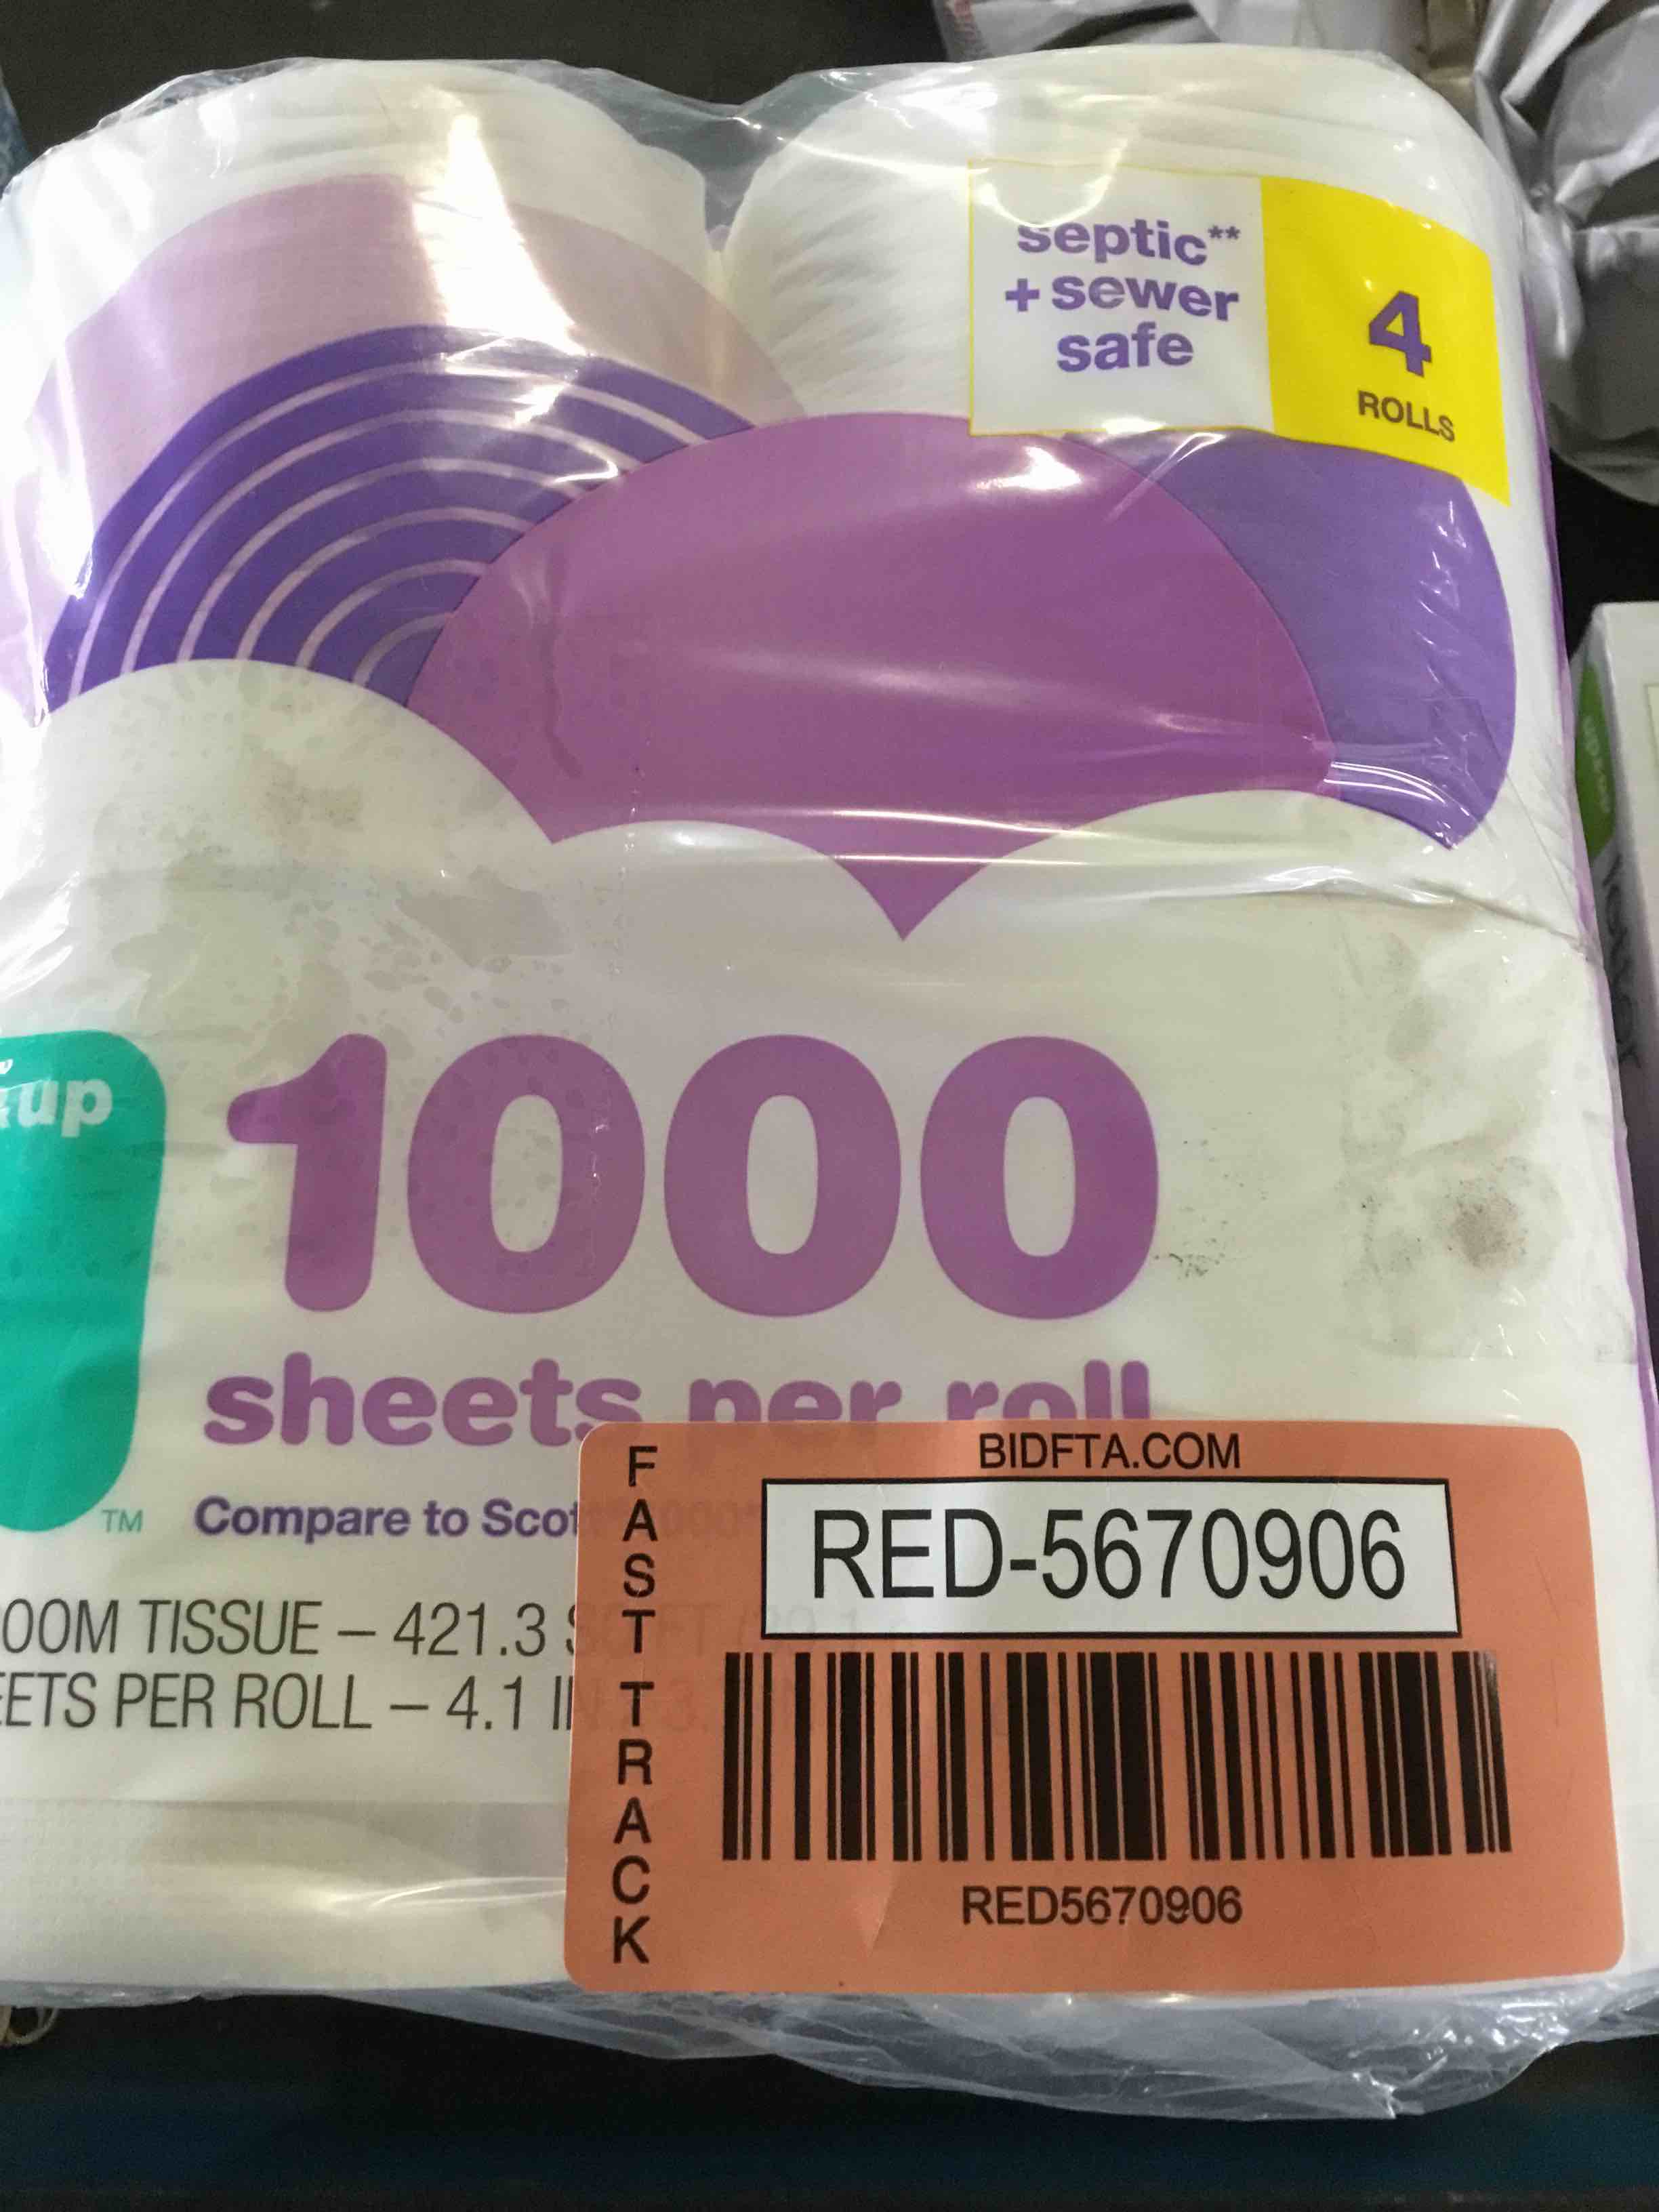 septic**
+ sewer
safe
4
ROLLS
up
1000
sheets per roll
TM
Compare to Scot
OOM TISSUE – 421.3
EETS PER ROLL – 4.1 IN
BIDFTA.COM
FAST TRACK
RED-5670906
RED5670906